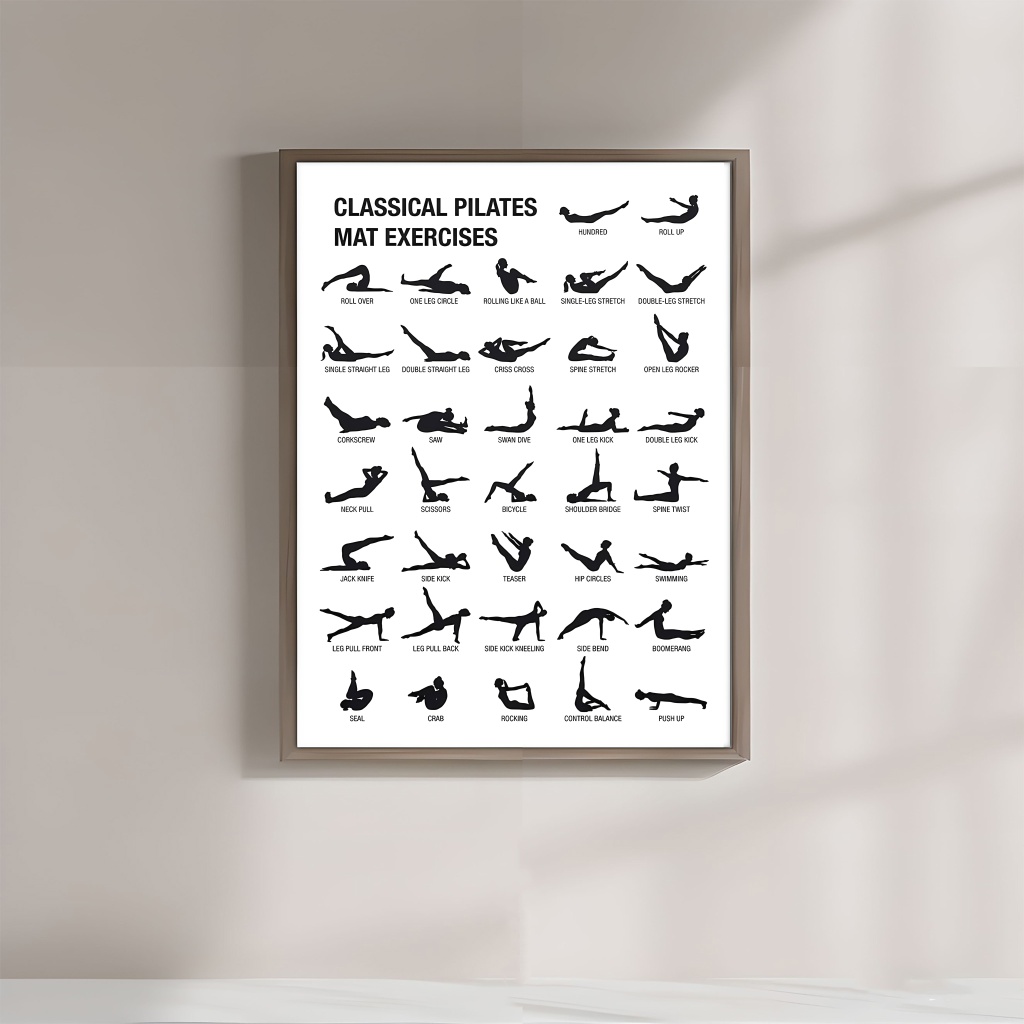 CLASSICAL PILATES
MAT EXERCISES
HUNDRED
ROLL UP
ROLL OVER
ONE LEG CIRCLE
ROLLING LIKE A BALL
SINGLE-LEG STRETCH
DOUBLE-LEG STRETCH
SINGLE STRAIGHT LEG
DOUBLE STRAIGHT LEG
CRISS CROSS
SPINE STRETCH
OPEN LEG ROCKER
CORKSCREW
SAW
SWAN DIVE
ONE LEG KICK
DOUBLE LEG KICK
NECK PULL
SCISSORS
BICYCLE
SHOULDER BRIDGE
SPINE TWIST
JACK KNIFE
SIDE KICK
TEASER
HIP CIRCLES
SWIMMING
LEG PULL FRONT
LEG PULL BACK
SIDE KICK KNEELING
SIDE BEND
BOOMERANG
SEAL
CRAB
ROCKING
CONTROL BALANCE
PUSH UP